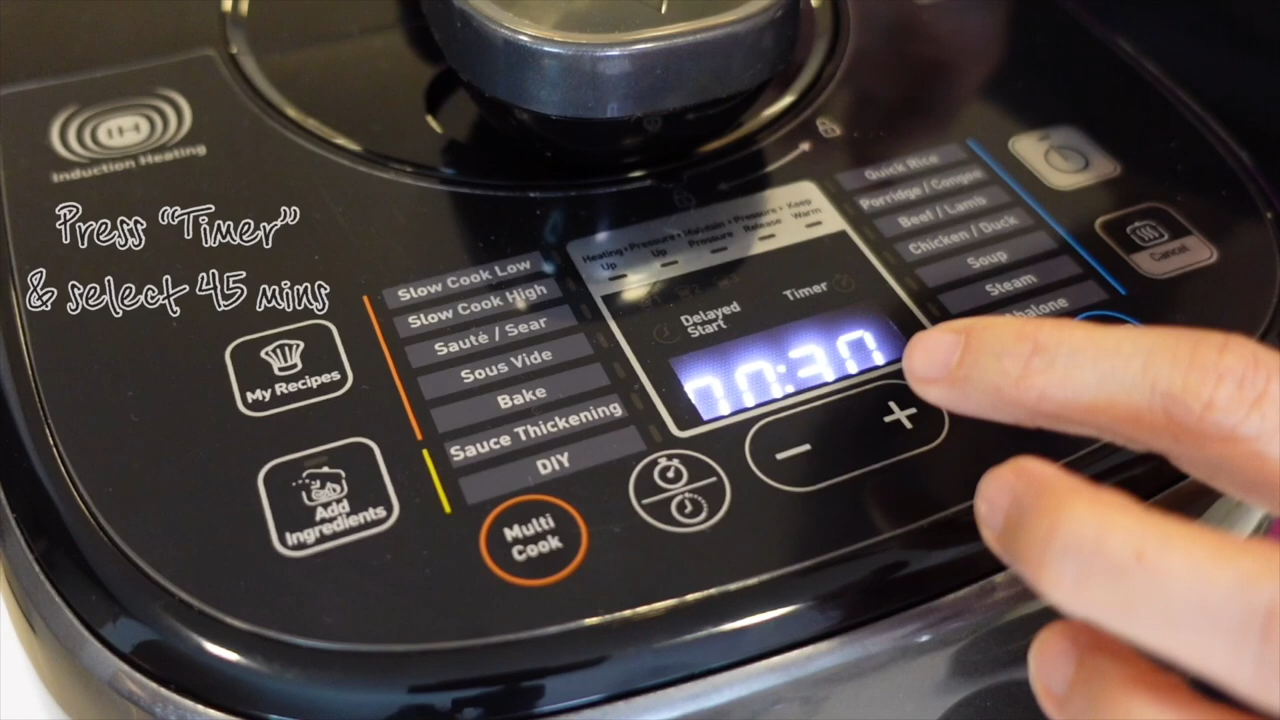 Induction Heating
Press “Timer”
& select 45 mins
My Recipes
Add
Ingredients
Slow Cook Low
Slow Cook High
Sauté / Sear
Sous Vide
Bake
Sauce Thickening
DIY
Multi
Cook
Heating Up
Pressure Up
Maintain Pressure
Pressure Release
Keep Warm
Delayed
Start
Timer
00:30
Quick Rice
Porridge / Congee
Beef / Lamb
Chicken / Duck
Soup
Steam
Cancel